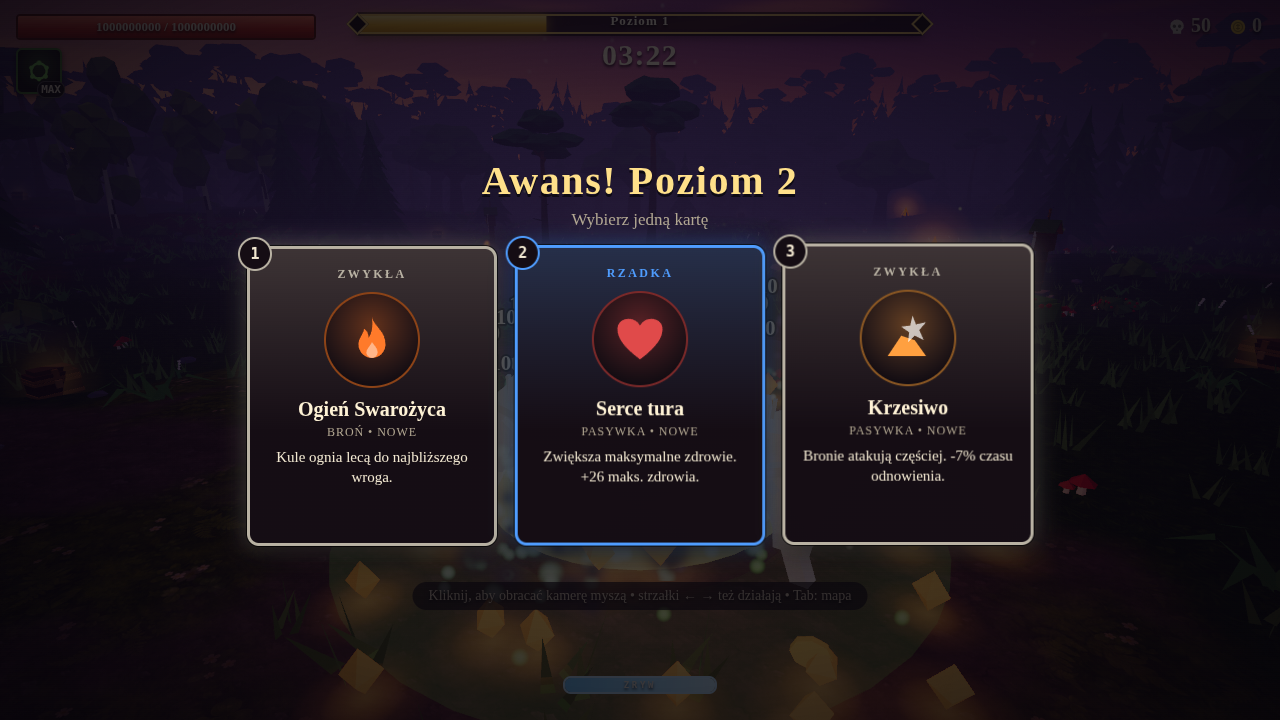 1000000000 / 1000000000
Poziom 1
50
0
03:22
MAX
Awans! Poziom 2
Wybierz jedną kartę
1
ZWYKŁA
Ogień Swarożyca
BROŃ • NOWE
Kule ognia lecą do najbliższego
wroga.
2
RZADKA
Serce tura
PASYWKA • NOWE
Zwiększa maksymalne zdrowie.
+26 maks. zdrowia.
3
ZWYKŁA
Krzesiwo
PASYWKA • NOWE
Bronie atakują częściej. -7% czasu
odnowienia.
Kliknij, aby obracać kamerę myszą • strzałki ← → też działają • Tab: mapa